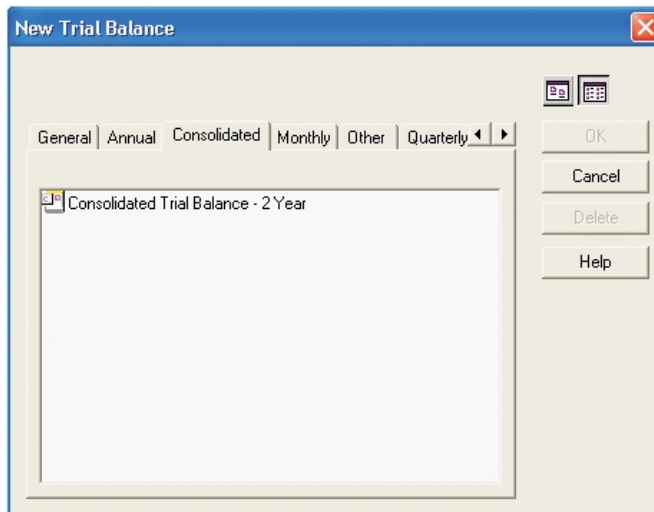 New Trial Balance
General Annual Consolidated Monthly Other Quarterly
OK
Cancel
Consolidated Trial Balance - 2 Year
Delete
Help